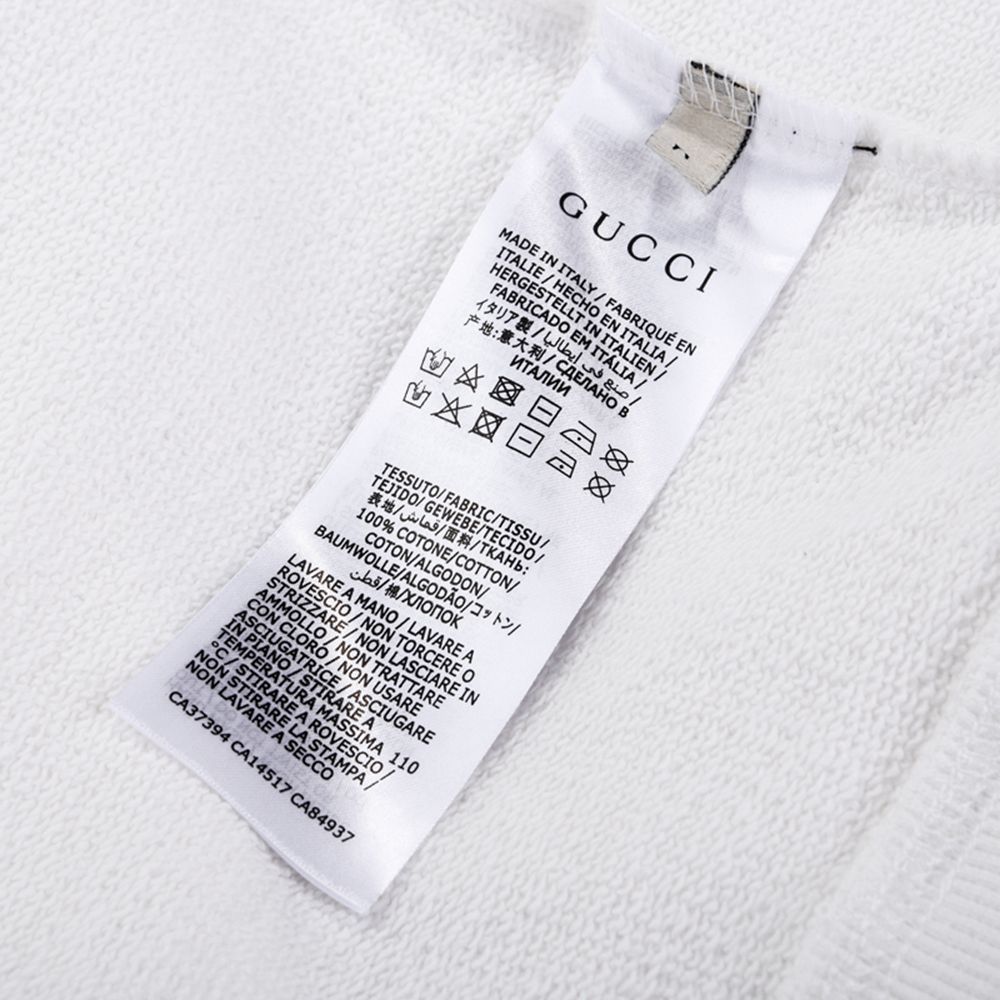 GUCCI
MADE IN ITALY / FABRIQUÉ EN
ITALIE / HECHO EN ITALIA /
HERGESTELLT IN ITALIEN /
FABRICADO EM ITÁLIA /
イタリア製 / صنع في إيطاليا /
产地:意大利 / СДЕЛАНО В
ИТАЛИИ
TESSUTO/FABRIC/TISSU/
TEJIDO/ GEWEBE/TECIDO/
表地/قماش/面料/ТКАНЬ:
100% COTONE/COTTON/
COTON/ALGODON/
BAUMWOLLE/ALGODÃO/コットン/
قطن/棉/ХЛОПОК
LAVARE A MANO / LAVARE A
ROVESCIO / NON TORCERE O
STRIZZARE / NON LASCIARE IN
AMMOLLO / NON TRATTARE
CON CLORO / NON USARE
ASCIUGATRICE / ASCIUGARE
IN PIANO / STIRARE A
TEMPERATURA MASSIMA 110
°C / STIRARE A ROVESCIO /
NON STIRARE LA STAMPA /
NON LAVARE A SECCO
CA37394 CA14517 CA84937